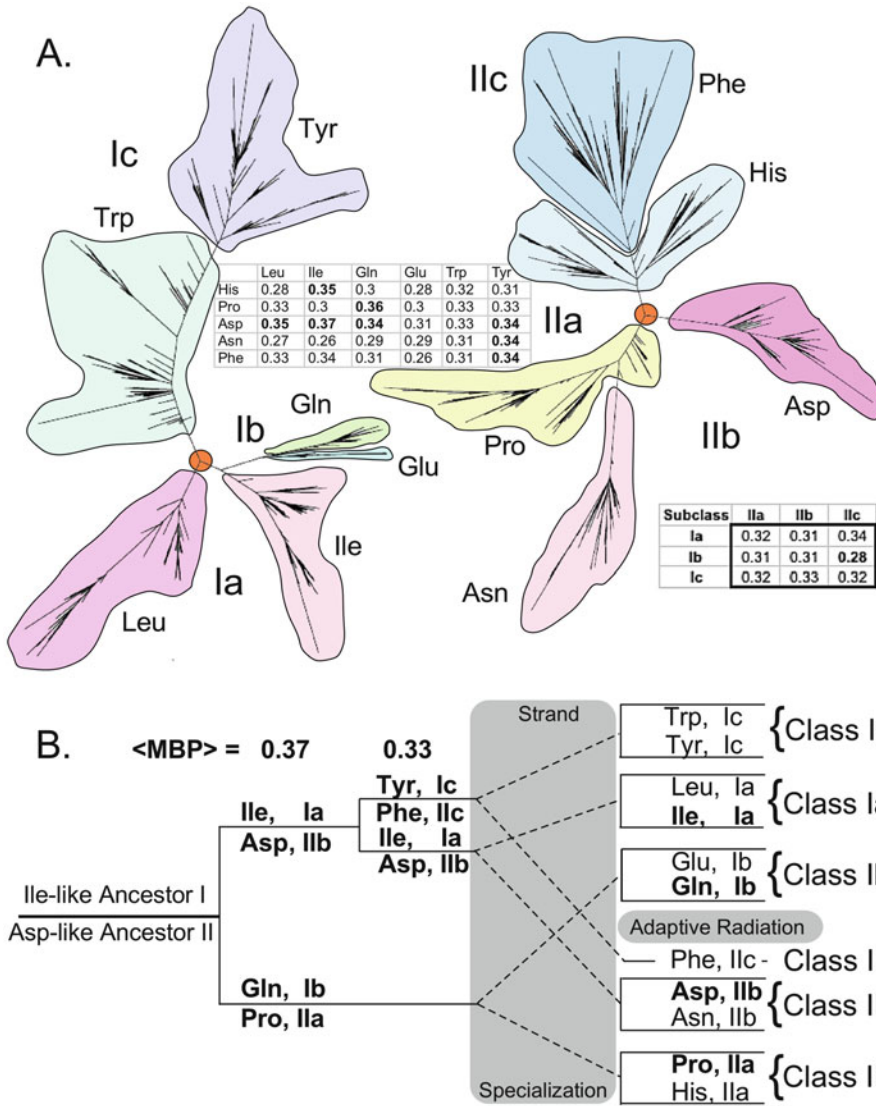 A.
Ic
Tyr
Trp
IIc
Phe
His
Leu Ile Gln Glu Trp Tyr
His 0.28 0.35 0.3 0.28 0.32 0.31
Pro 0.33 0.3 0.36 0.3 0.33 0.33
Asp 0.35 0.37 0.34 0.31 0.33 0.34
Asn 0.27 0.26 0.29 0.29 0.31 0.34
Phe 0.33 0.34 0.31 0.26 0.31 0.34
IIa
Ib
Gln
Glu
Pro
Asp
IIb
Ile
Ia
Leu
Asn
Subclass IIa IIb IIc
Ia 0.32 0.31 0.34
Ib 0.31 0.31 0.28
Ic 0.32 0.33 0.32
B.
<MBP> = 0.37 0.33
Strand
Trp, Ic
Tyr, Ic
{Class I
Tyr, Ic
Phe, IIc
Ile, Ia
Asp, IIb
Ile, Ia
Asp, IIb
Leu, Ia
Ile, Ia
{Class Ia
Glu, Ib
Gln, Ib
{Class II
Ile-like Ancestor I
Asp-like Ancestor II
Adaptive Radiation
Phe, IIc - Class I
Gln, Ib
Pro, IIa
Asp, IIb
Asn, IIb
{Class I
Specialization
Pro, IIa
His, IIa
{Class I